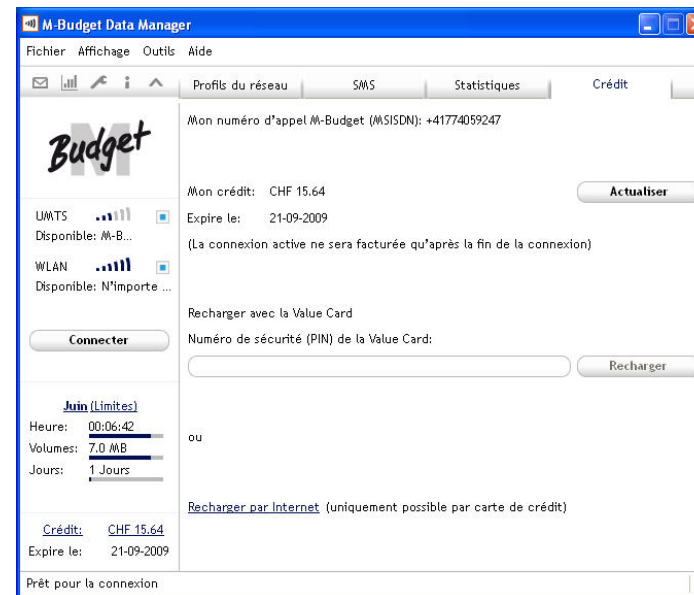 M-Budget Data Manager
Fichier Affichage Outils Aide
Profils du réseau SMS Statistiques Crédit
M Budget
Mon numéro d'appel M-Budget (MSISDN): +41774059247
Mon crédit: CHF 15.64 Actualiser
Expire le: 21-09-2009
(La connexion active ne sera facturée qu'après la fin de la connexion)
UMTS
Disponible: M-B...
WLAN
Disponible: N'importe ...
Connecter
Recharger avec la Value Card
Numéro de sécurité (PIN) de la Value Card:
Recharger
ou
Recharger par Internet (uniquement possible par carte de crédit)
Juin (Limites)
Heure: 00:06:42
Volumes: 7.0 MB
Jours: 1 Jours
Crédit: CHF 15.64
Expire le: 21-09-2009
Prêt pour la connexion